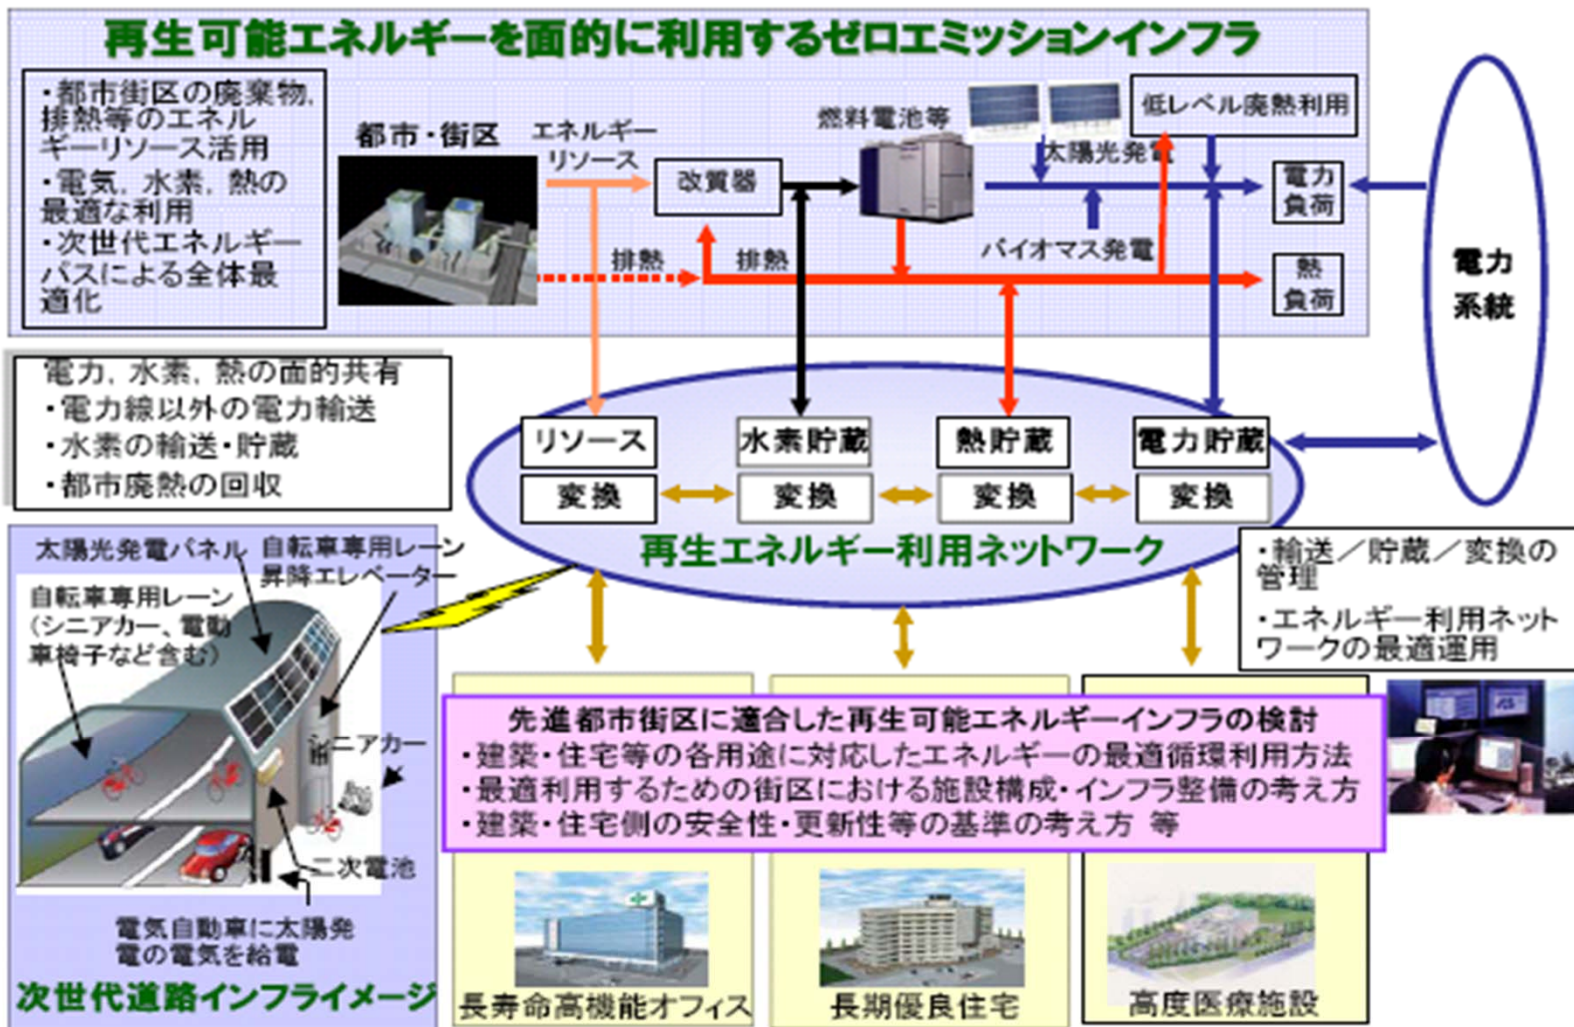 再生可能エネルギーを面的に利用するゼロエミッションインフラ
・都市街区の廃棄物,
排熱等のエネル
ギーリソース活用
・電気, 水素, 熱の
最適な利用
・次世代エネルギー
パスによる全体最
適化
都市・街区
エネルギー
リソース
改質器
燃料電池等
太陽光発電
低レベル廃熱利用
電力
負荷
バイオマス発電
排熱
排熱
熱
負荷
電力
系統
電力, 水素, 熱の面的共有
・電力線以外の電力輸送
・水素の輸送・貯蔵
・都市廃熱の回収
リソース
水素貯蔵
熱貯蔵
電力貯蔵
変換
変換
変換
変換
再生エネルギー利用ネットワーク
・輸送／貯蔵／変換の
管理
・エネルギー利用ネット
ワークの最適運用
太陽光発電パネル
自転車専用レーン
昇降エレベーター
自転車専用レーン
(シニアカー、電動
車椅子など含む)
シニアカー
二次電池
電気自動車に太陽発
電の電気を給電
次世代道路インフライメージ
先進都市街区に適合した再生可能エネルギーインフラの検討
・建築・住宅等の各用途に対応したエネルギーの最適循環利用方法
・最適利用するための街区における施設構成・インフラ整備の考え方
・建築・住宅側の安全性・更新性等の基準の考え方 等
長寿命高機能オフィス
長期優良住宅
高度医療施設